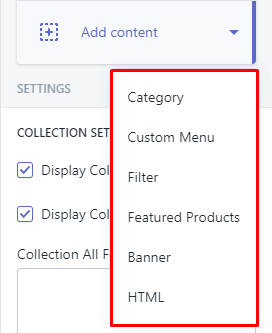 Add content
SETTINGS
Category
COLLECTION SET
Custom Menu
Display Col
Filter
Display Col
Featured Products
Collection All F
Banner
HTML